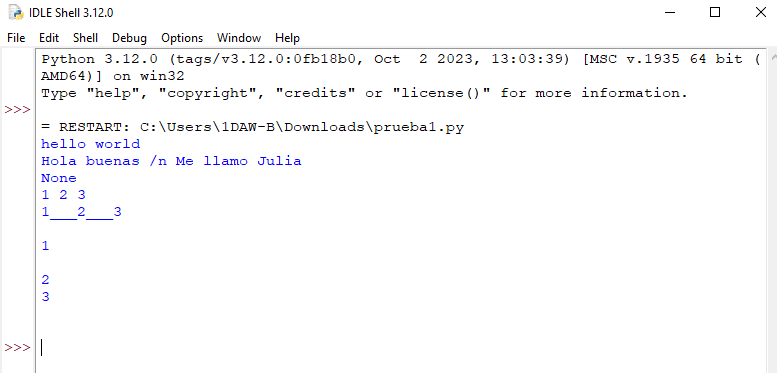 IDLE Shell 3.12.0
File Edit Shell Debug Options Window Help
Python 3.12.0 (tags/v3.12.0:0fb18b0, Oct  2 2023, 13:03:39) [MSC v.1935 64 bit (
AMD64)] on win32
Type "help", "copyright", "credits" or "license()" for more information.
>>>
= RESTART: C:\Users\1DAW-B\Downloads\prueba1.py
hello world
Hola buenas /n Me llamo Julia
None
1 2 3
1___2___3
1
2
3
>>>